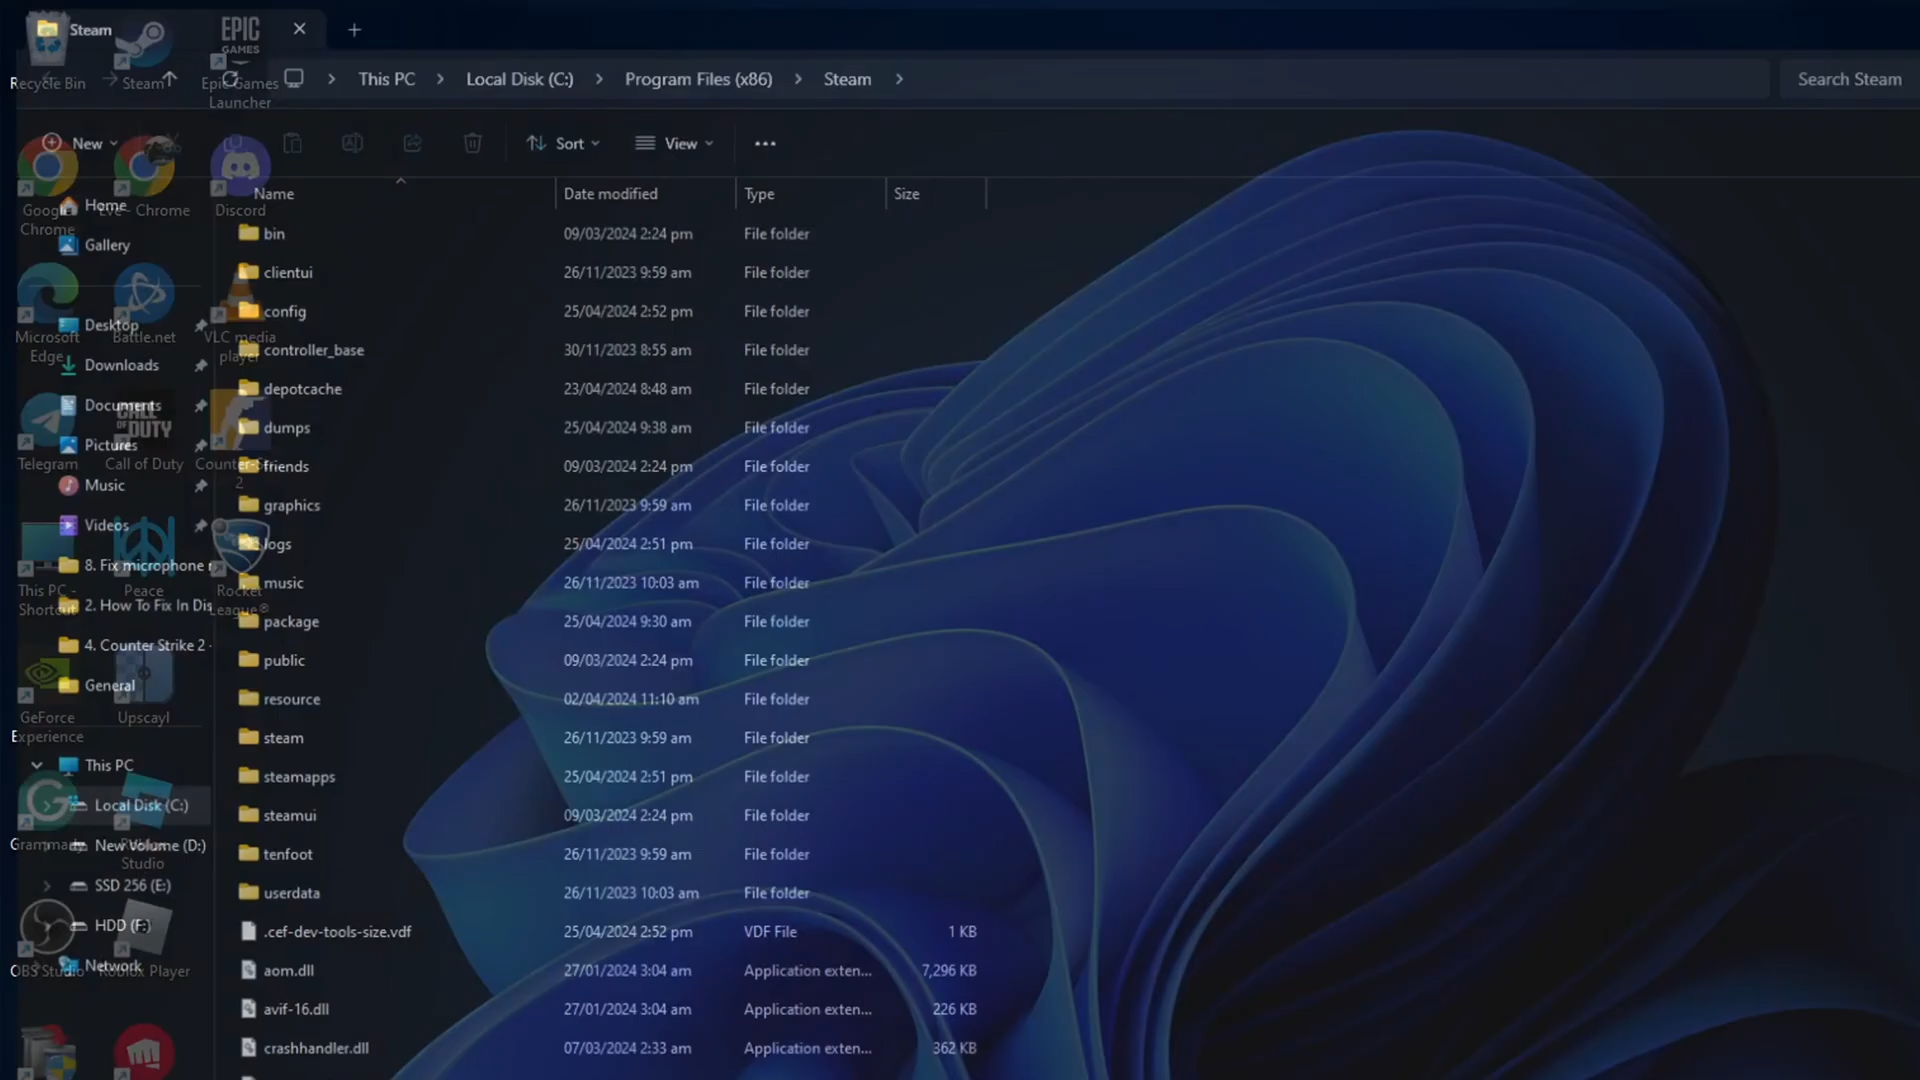 Steam
EPIC
GAMES
Recycle Bin
Steam
Epic Games
Launcher
This PC
Local Disk (C:)
Program Files (x86)
Steam
Search Steam
New
Sort
View
Google
Chrome
Eve - Chrome
Discord
Home
Gallery
Microsoft
Edge
Battle.net
VLC media
player
Desktop
Downloads
Documents
Pictures
Music
Videos
8. Fix microphone
2. How To Fix In Dis
4. Counter Strike 2 -
General
Telegram
CALL
OF DUTY
Call of Duty
Counter-S
2
This PC -
Shortcut
Peace
Rocket
League®
GeForce
Experience
Upscayl
This PC
Local Disk (C:)
New Volume (D:)
SSD 256 (E:)
HDD (F:)
Network
Grammarly
Studio
OBS Studio
Roblox Player
Name Date modified Type Size
bin 09/03/2024 2:24 pm File folder
clientui 26/11/2023 9:59 am File folder
config 25/04/2024 2:52 pm File folder
controller_base 30/11/2023 8:55 am File folder
depotcache 23/04/2024 8:48 am File folder
dumps 25/04/2024 9:38 am File folder
friends 09/03/2024 2:24 pm File folder
graphics 26/11/2023 9:59 am File folder
logs 25/04/2024 2:51 pm File folder
music 26/11/2023 10:03 am File folder
package 25/04/2024 9:30 am File folder
public 09/03/2024 2:24 pm File folder
resource 02/04/2024 11:10 am File folder
steam 26/11/2023 9:59 am File folder
steamapps 25/04/2024 2:51 pm File folder
steamui 09/03/2024 2:24 pm File folder
tenfoot 26/11/2023 9:59 am File folder
userdata 26/11/2023 10:03 am File folder
.cef-dev-tools-size.vdf 25/04/2024 2:52 pm VDF File 1 KB
aom.dll 27/01/2024 3:04 am Application exten... 7,296 KB
avif-16.dll 27/01/2024 3:04 am Application exten... 226 KB
crashhandler.dll 07/03/2024 2:33 am Application exten... 362 KB